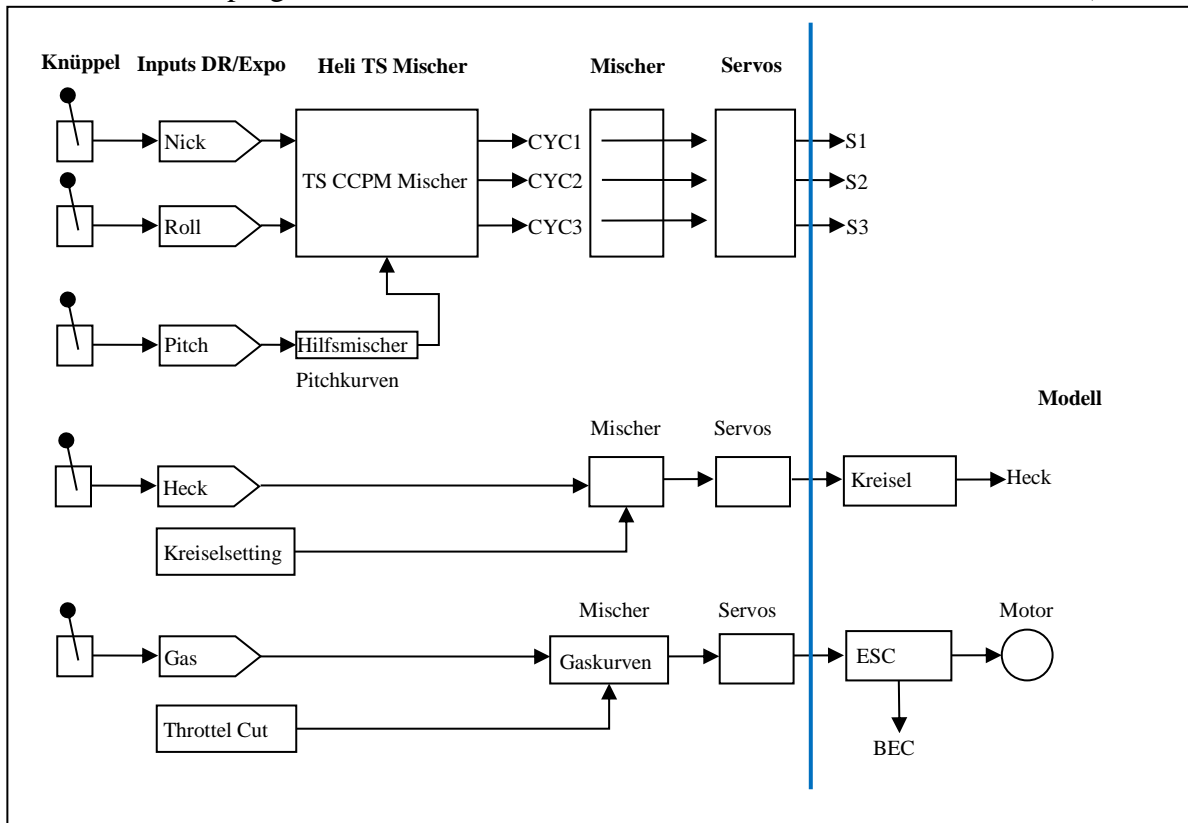 Knüppel Inputs DR/Expo Heli TS Mischer Mischer Servos
Nick CYC1 S1
TS CCPM Mischer CYC2 S2
Roll CYC3 S3
Pitch Hilfsmischer
Pitchkurven
Modell
Mischer Servos
Heck Kreisel Heck
Kreiselsetting
Mischer Servos Motor
Gas Gaskurven ESC
Throttel Cut
BEC